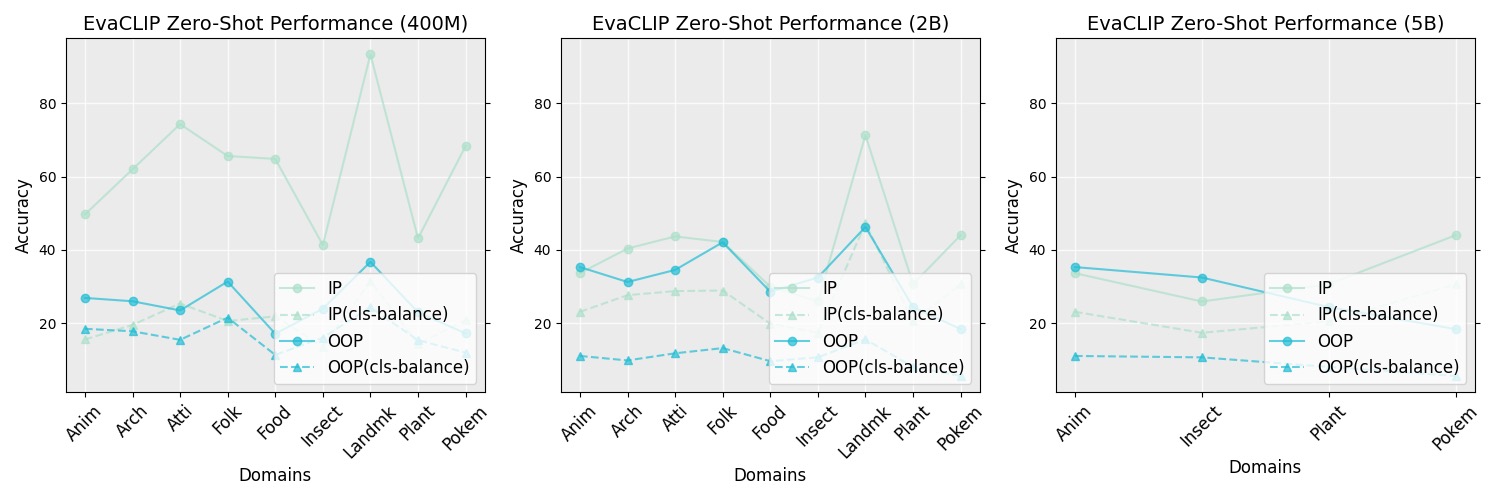 EvaCLIP Zero-Shot Performance (400M)
Accuracy
80
60
40
20
IP
IP(cls-balance)
OOP
OOP(cls-balance)
Anim
Arch
Atti
Folk
Food
Insect
Landmk
Plant
Pokem
Domains
EvaCLIP Zero-Shot Performance (2B)
Accuracy
80
60
40
20
IP
IP(cls-balance)
OOP
OOP(cls-balance)
Anim
Arch
Atti
Folk
Food
Insect
Landmk
Plant
Pokem
Domains
EvaCLIP Zero-Shot Performance (5B)
Accuracy
80
60
40
20
IP
IP(cls-balance)
OOP
OOP(cls-balance)
Anim
Insect
Plant
Pokem
Domains